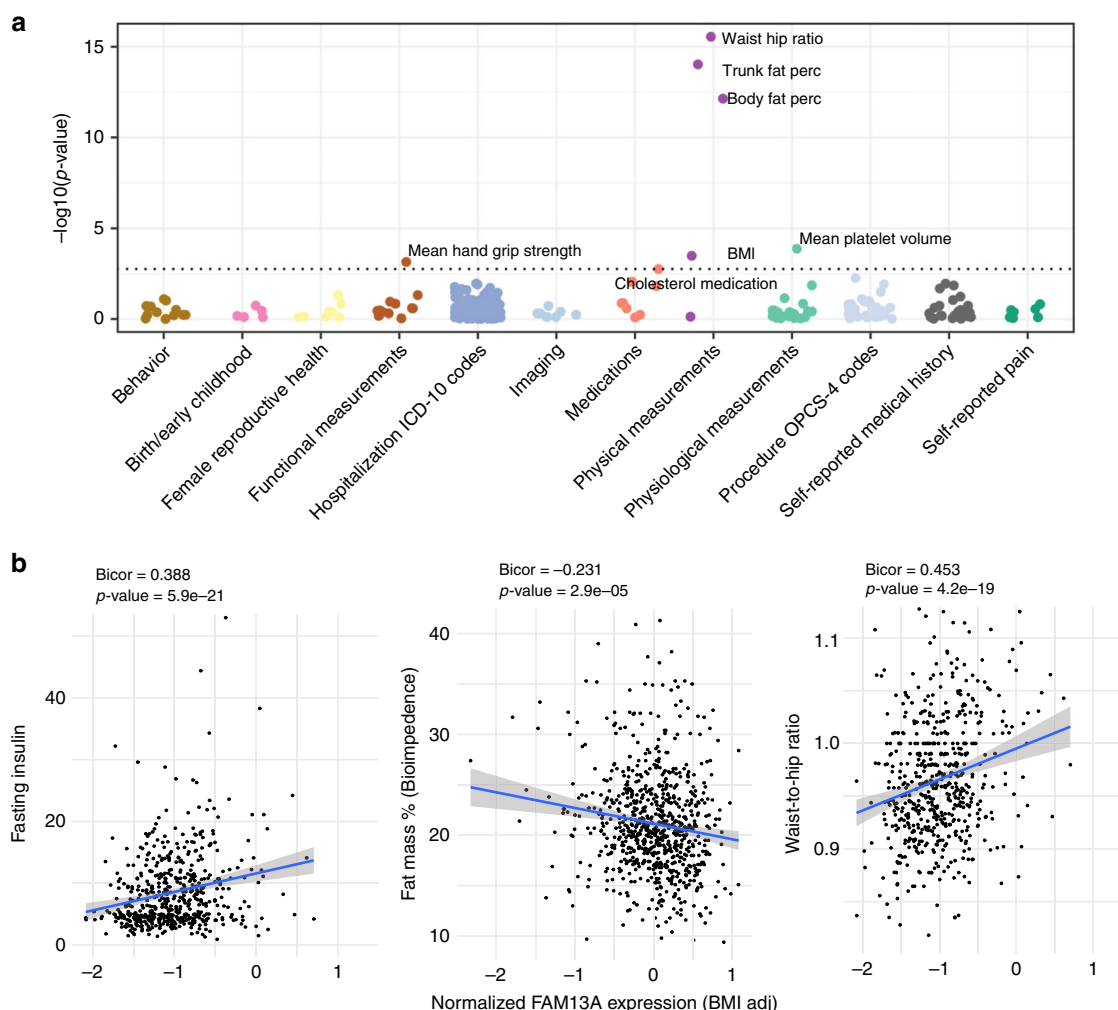 a
15
Waist hip ratio
Trunk fat perc
Body fat perc
10
−log10(p-value)
5
Mean hand grip strength
BMI
Mean platelet volume
Cholesterol medication
0
Behavior
Birth/early childhood
Female reproductive health
Functional measurements
Hospitalization ICD-10 codes
Imaging
Medications
Physical measurements
Physiological measurements
Procedure OPCS-4 codes
Self-reported medical history
Self-reported pain
b
Bicor = 0.388
p-value = 5.9e−21
Fasting insulin
40
20
0
−2 −1 0 1
Bicor = −0.231
p-value = 2.9e−05
Fat mass % (Bioimpedence)
40
30
20
10
−2 −1 0 1
Bicor = 0.453
p-value = 4.2e−19
Waist-to-hip ratio
1.1
1.0
0.9
−2 −1 0 1
Normalized FAM13A expression (BMI adj)